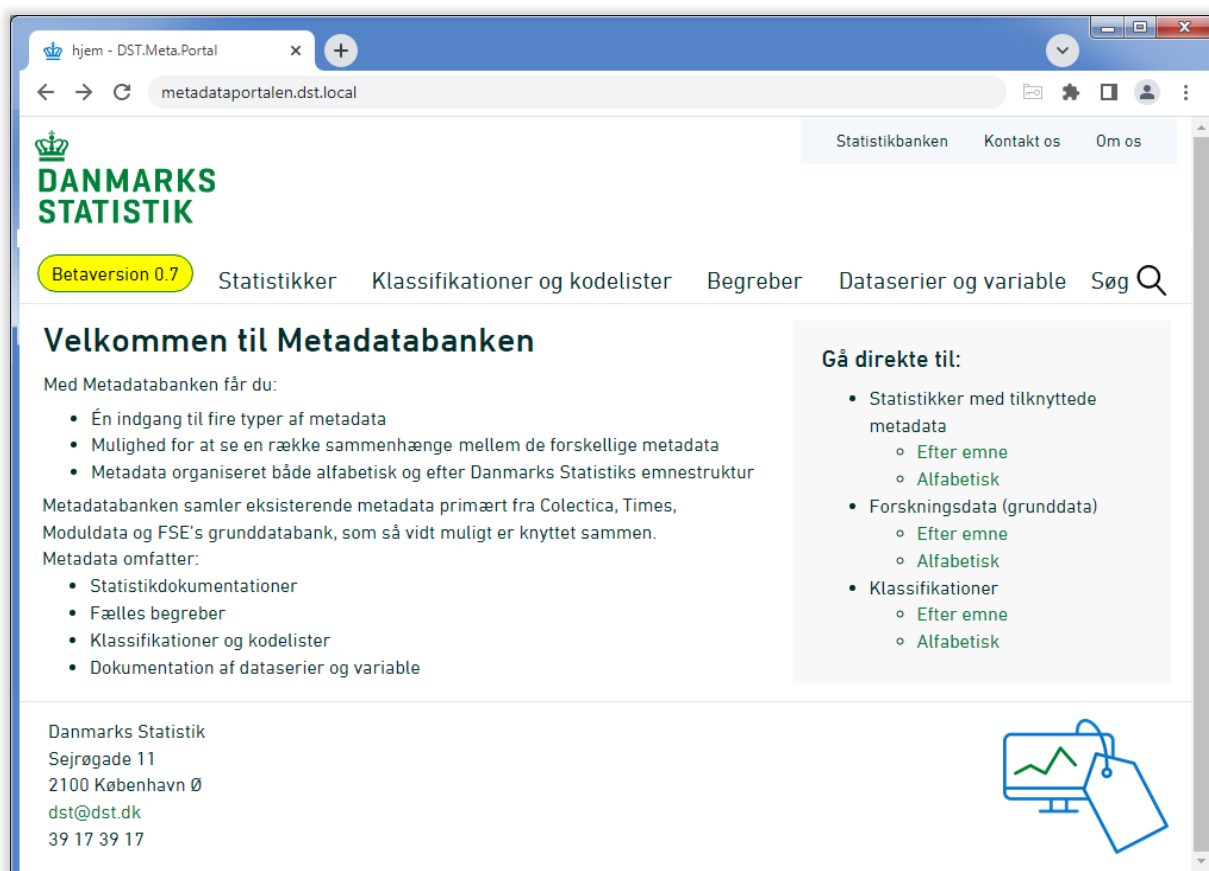 hjem - DST.Meta.Portal
metadataportalen.dst.local
Statistikbanken Kontakt os Om os
DANMARKS
STATISTIK
Betaversion 0.7 Statistikker Klassifikationer og kodelister Begreber Dataserier og variable Søg
Velkommen til Metadatabanken
Med Metadatabanken får du:
• Én indgang til fire typer af metadata
• Mulighed for at se en række sammenhænge mellem de forskellige metadata
• Metadata organiseret både alfabetisk og efter Danmarks Statistiks emnestruktur
Metadatabanken samler eksisterende metadata primært fra Colectica, Times,
Moduldata og FSE's grunddatabank, som så vidt muligt er knyttet sammen.
Metadata omfatter:
• Statistikdokumentationer
• Fælles begreber
• Klassifikationer og kodelister
• Dokumentation af dataserier og variable
Gå direkte til:
• Statistikker med tilknyttede
metadata
◦ Efter emne
◦ Alfabetisk
• Forskningsdata (grunddata)
◦ Efter emne
◦ Alfabetisk
• Klassifikationer
◦ Efter emne
◦ Alfabetisk
Danmarks Statistik
Sejrøgade 11
2100 København Ø
dst@dst.dk
39 17 39 17